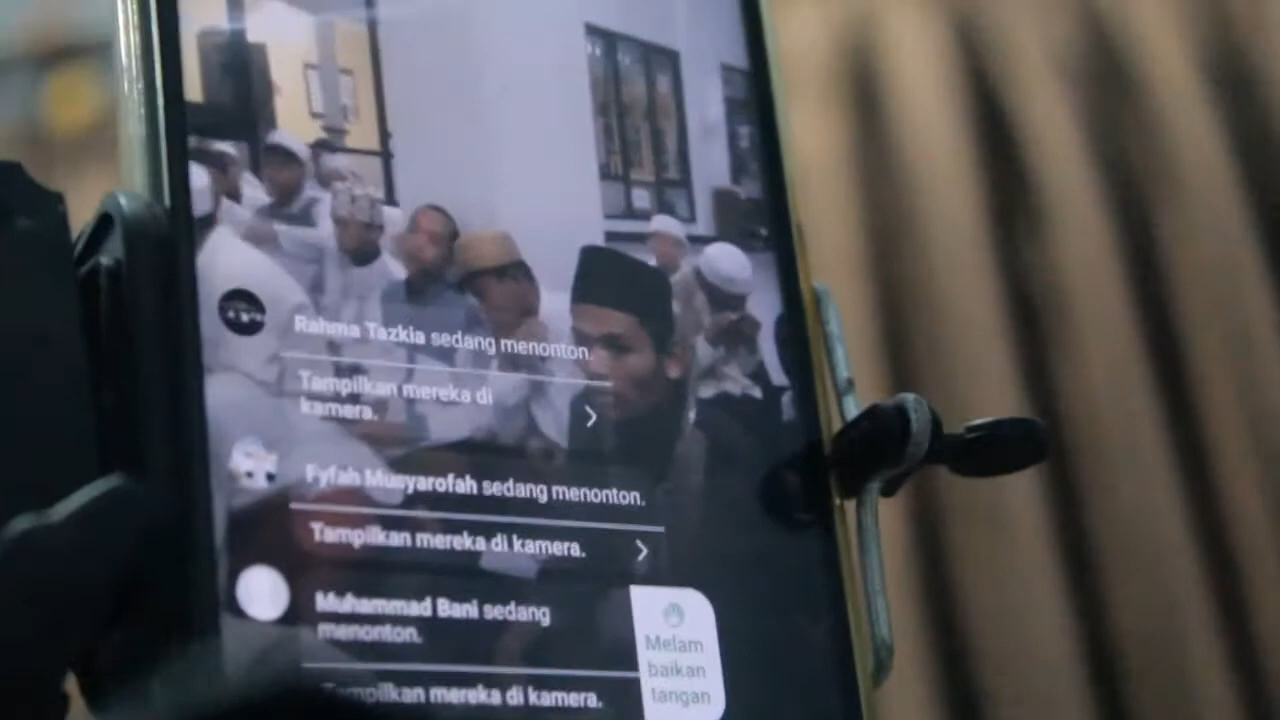 Rahma Tazkia sedang menonton.
Tampilkan mereka di
kamera.
Fyfah Musyarofah sedang menonton.
Tampilkan mereka di kamera.
Muhammad Bani sedang
menonton.
Melam
baikan
tangan
Tampilkan mereka di kamera.